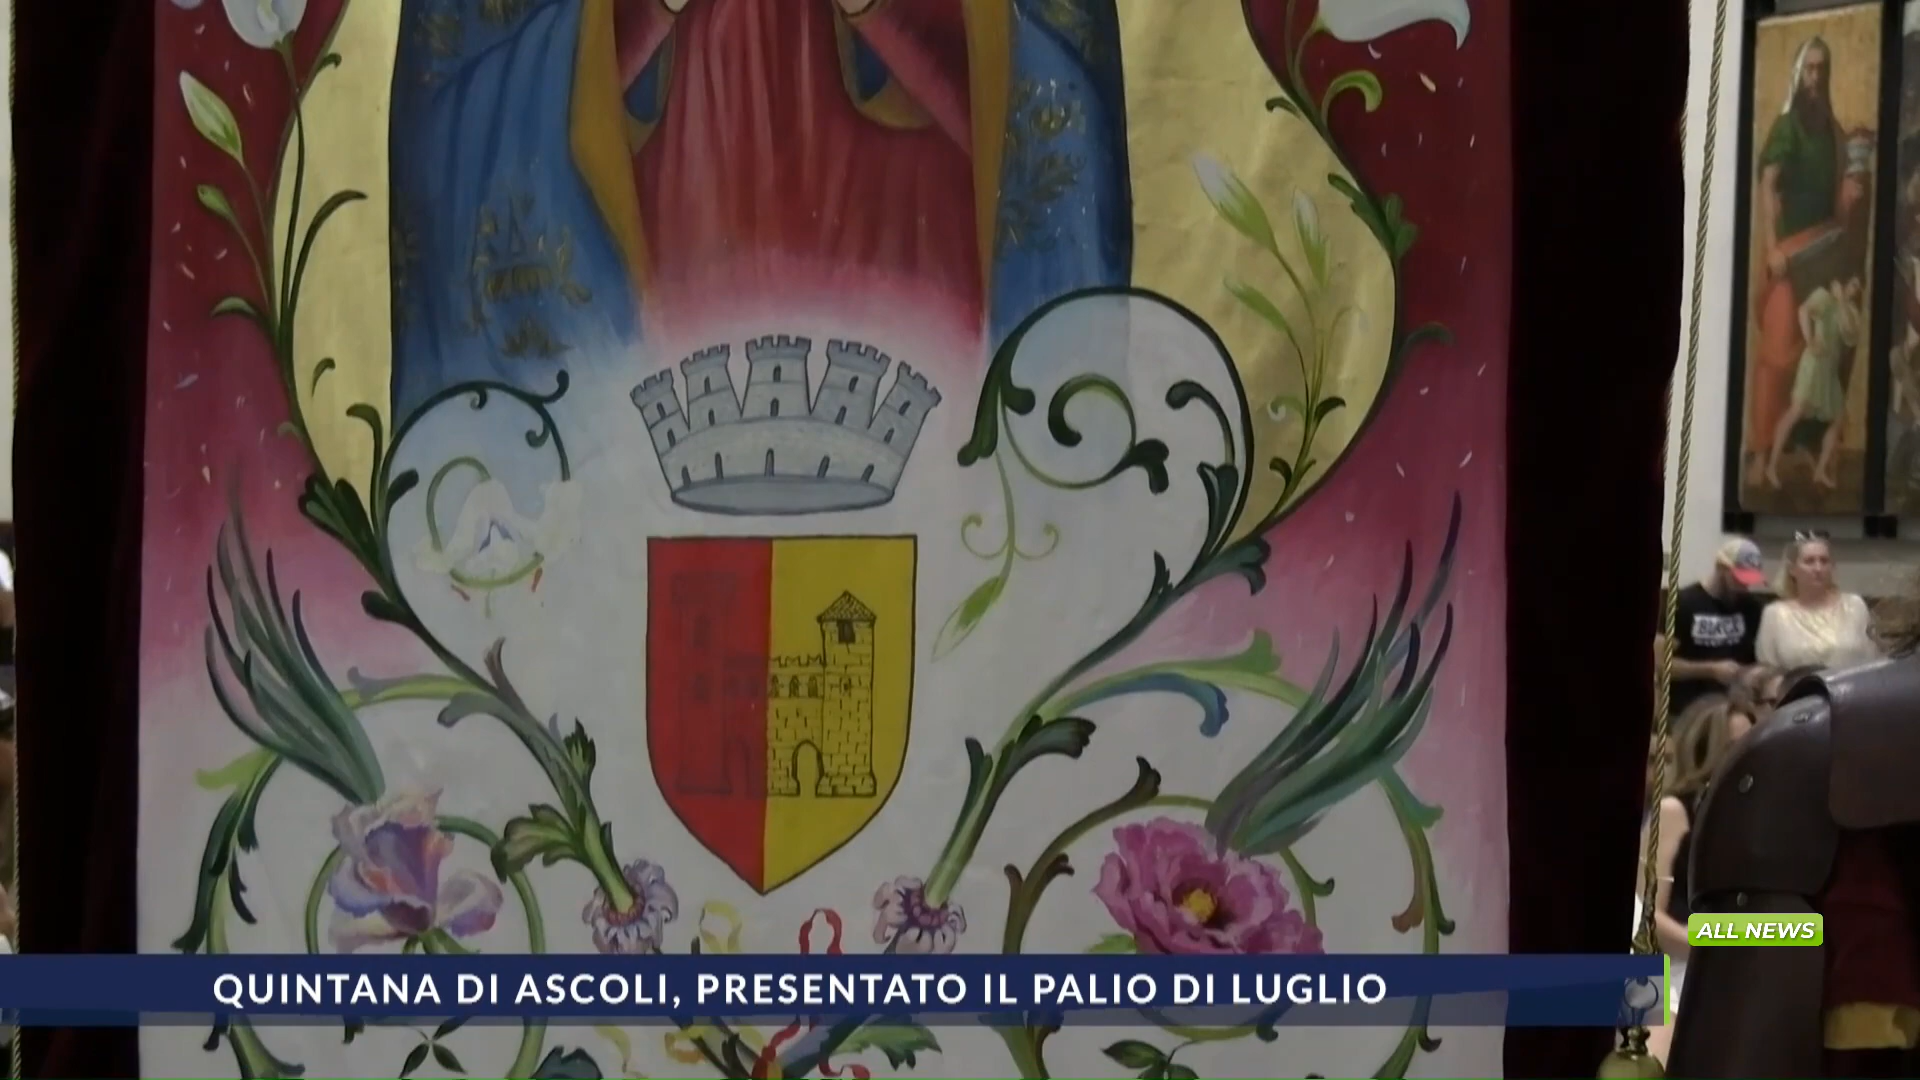 ALL NEWS
QUINTANA DI ASCOLI, PRESENTATO IL PALIO DI LUGLIO